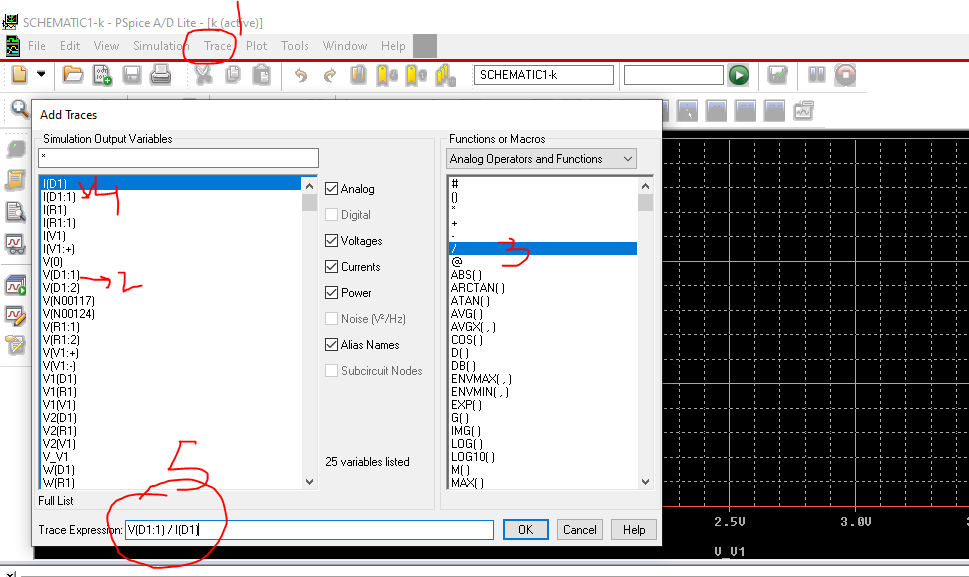 1
SCHEMATIC1-k - PSpice A/D Lite - [k (active)]
File Edit View Simulation Trace Plot Tools Window Help
SCHEMATIC1-k
Add Traces
Simulation Output Variables
*
I(D1)
I(D1:1)
4
I(R1)
I(R1:1)
I(V1)
I(V1:+)
V(0)
V(D1:1)
2
V(D1:2)
V(N00117)
V(N00124)
V(R1:1)
V(R1:2)
V(V1:+)
V(V1:-)
V1(D1)
V1(R1)
V1(V1)
V2(D1)
V2(R1)
V2(V1)
V_V1
W(D1)
W(R1)
Full List
Analog
Digital
Voltages
Currents
Power
Noise (V²/Hz)
Alias Names
Subcircuit Nodes
25 variables listed
Functions or Macros
Analog Operators and Functions
#
()
*
+
-
/
3
@
ABS( )
ARCTAN( )
ATAN( )
AVG( )
AVGX( , )
COS( )
D( )
DB( )
ENVMAX( , )
ENVMIN( , )
EXP( )
G( )
IMG( )
LOG( )
LOG10( )
M( )
MAX( )
5
Trace Expression: V(D1:1) / I(D1)
OK Cancel Help
2.5V 3.0V
V_V1